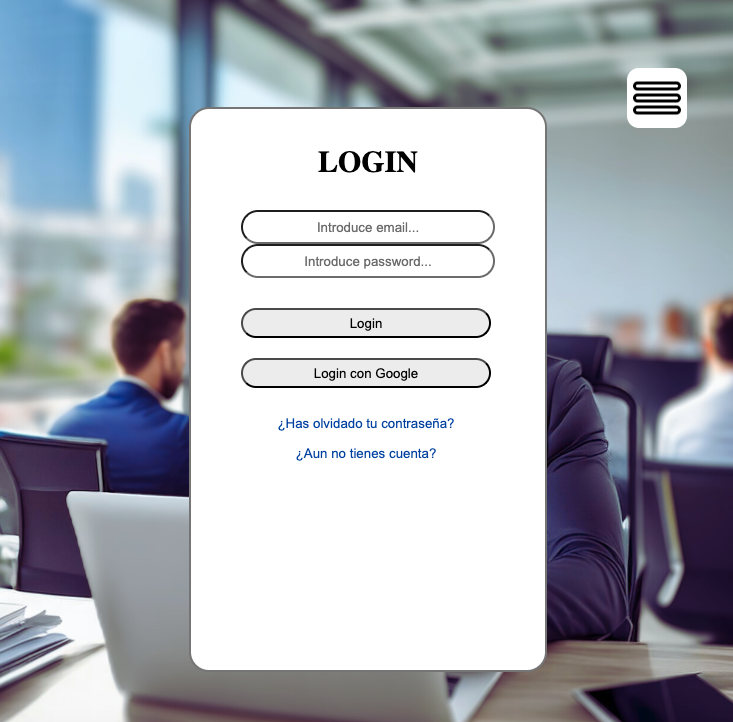 LOGIN
Introduce email...
Introduce password...
Login
Login con Google
¿Has olvidado tu contraseña?
¿Aun no tienes cuenta?